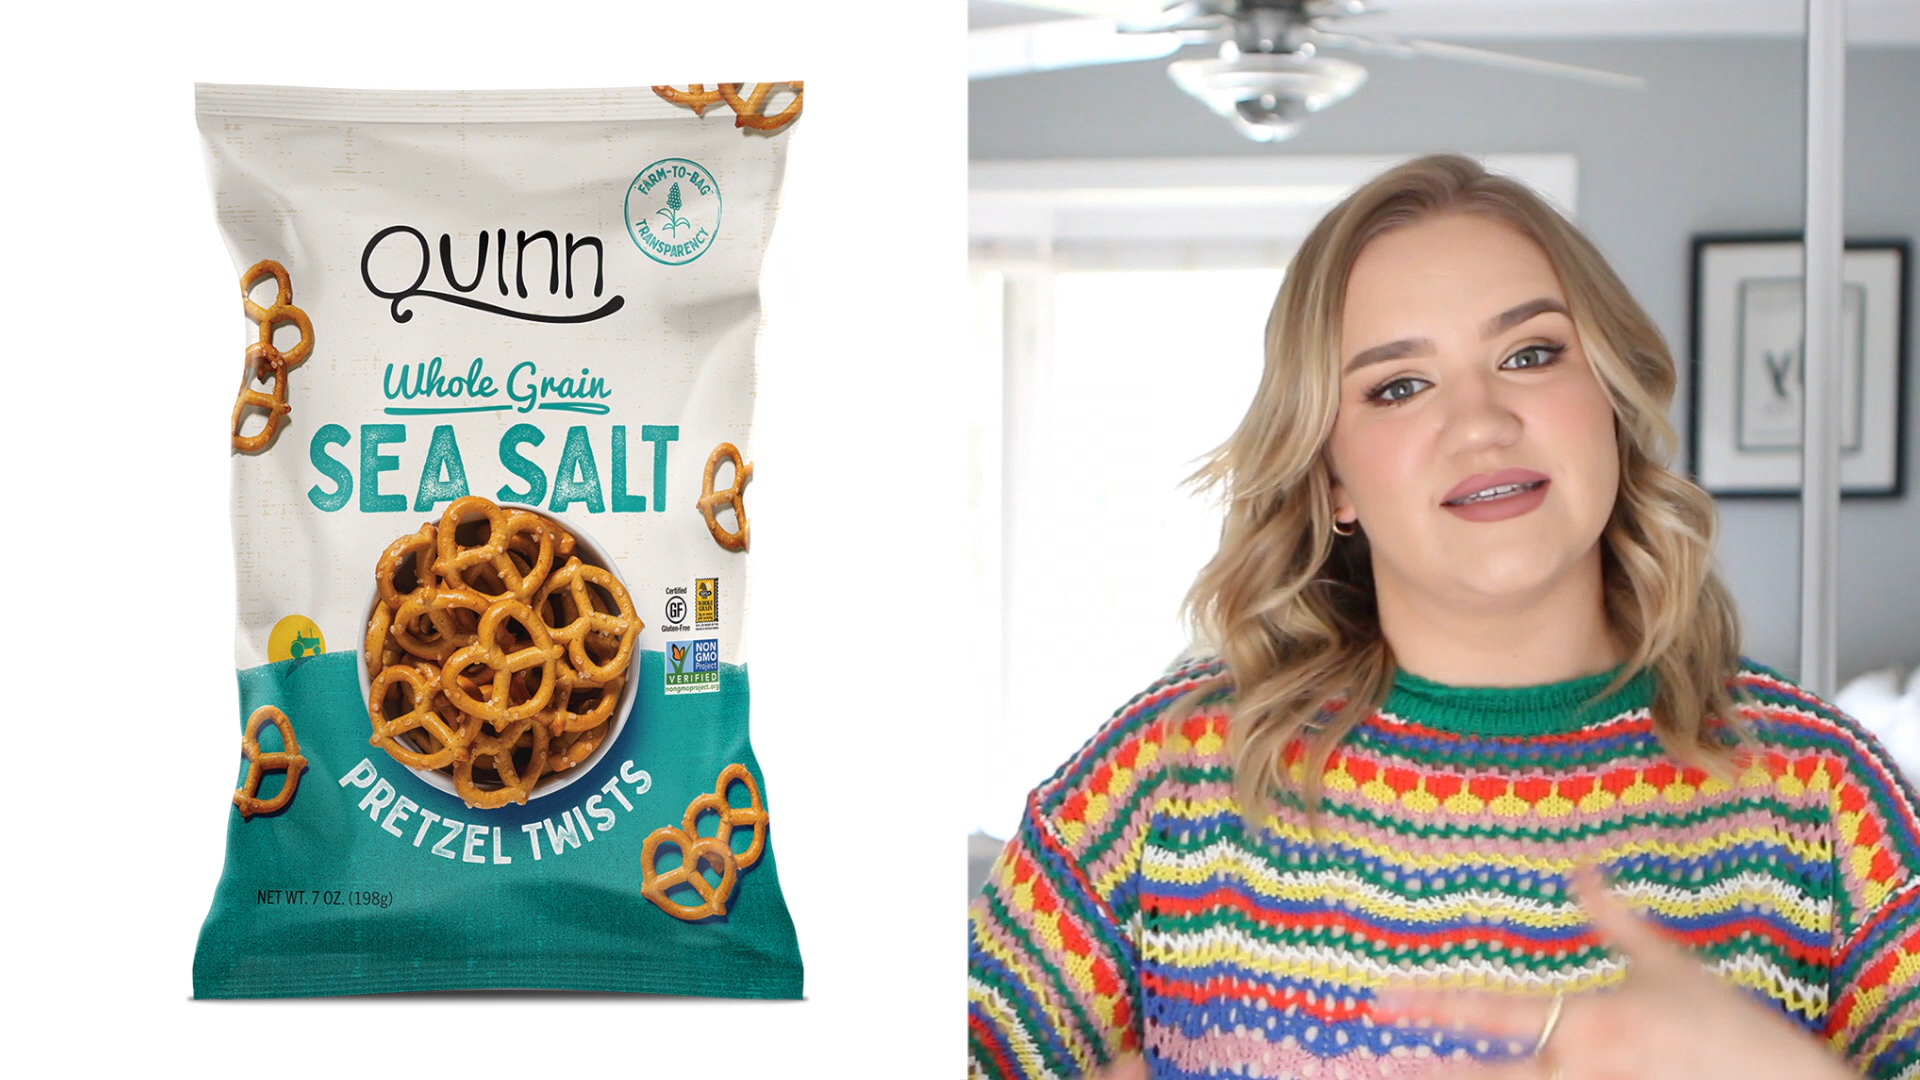 FARM-TO-BAG
TRANSPARENCY
Quinn
Whole Grain
SEA SALT
Certified
GF
Gluten-Free
NON
GMO
Project
VERIFIED
nongmoproject.org
PRETZEL TWISTS
NET WT. 7 OZ. (198g)